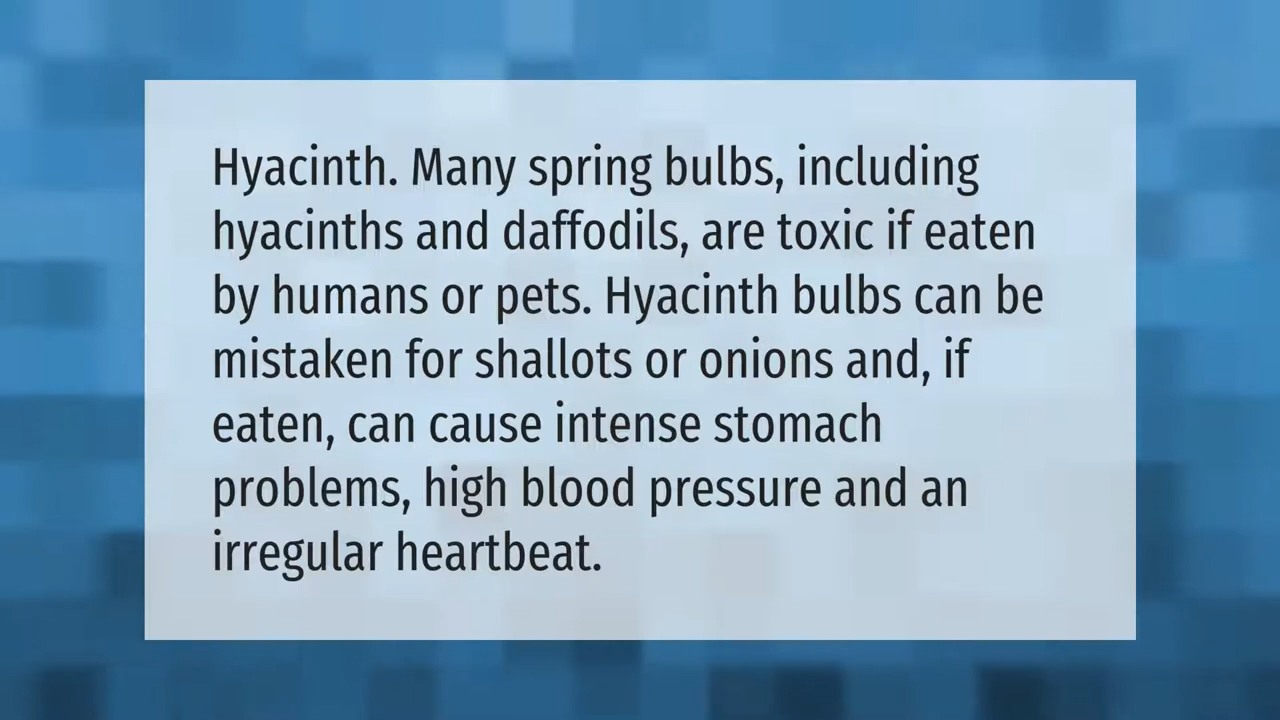 Hyacinth. Many spring bulbs, including
hyacinths and daffodils, are toxic if eaten
by humans or pets. Hyacinth bulbs can be
mistaken for shallots or onions and, if
eaten, can cause intense stomach
problems, high blood pressure and an
irregular heartbeat.